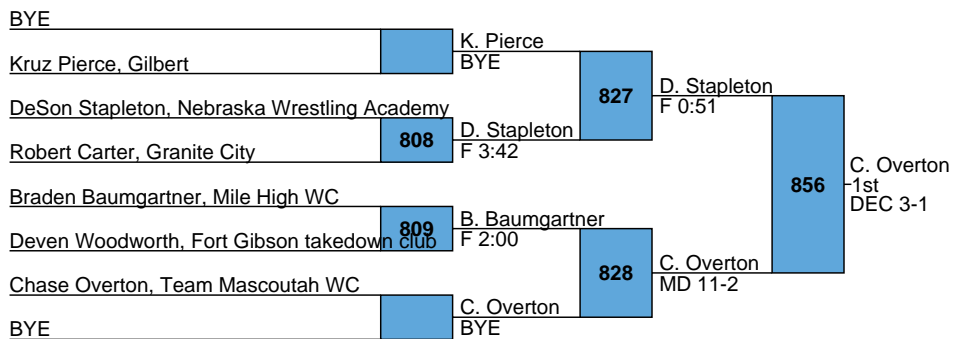 BYE
Kruz Pierce, Gilbert
K. Pierce
BYE
DeSon Stapleton, Nebraska Wrestling Academy
808
Robert Carter, Granite City
D. Stapleton
F 3:42
827
D. Stapleton
F 0:51
Braden Baumgartner, Mile High WC
809
Deven Woodworth, Fort Gibson takedown club
B. Baumgartner
F 2:00
Chase Overton, Team Mascoutah WC
BYE
C. Overton
BYE
828
C. Overton
MD 11-2
856
C. Overton
1st
DEC 3-1